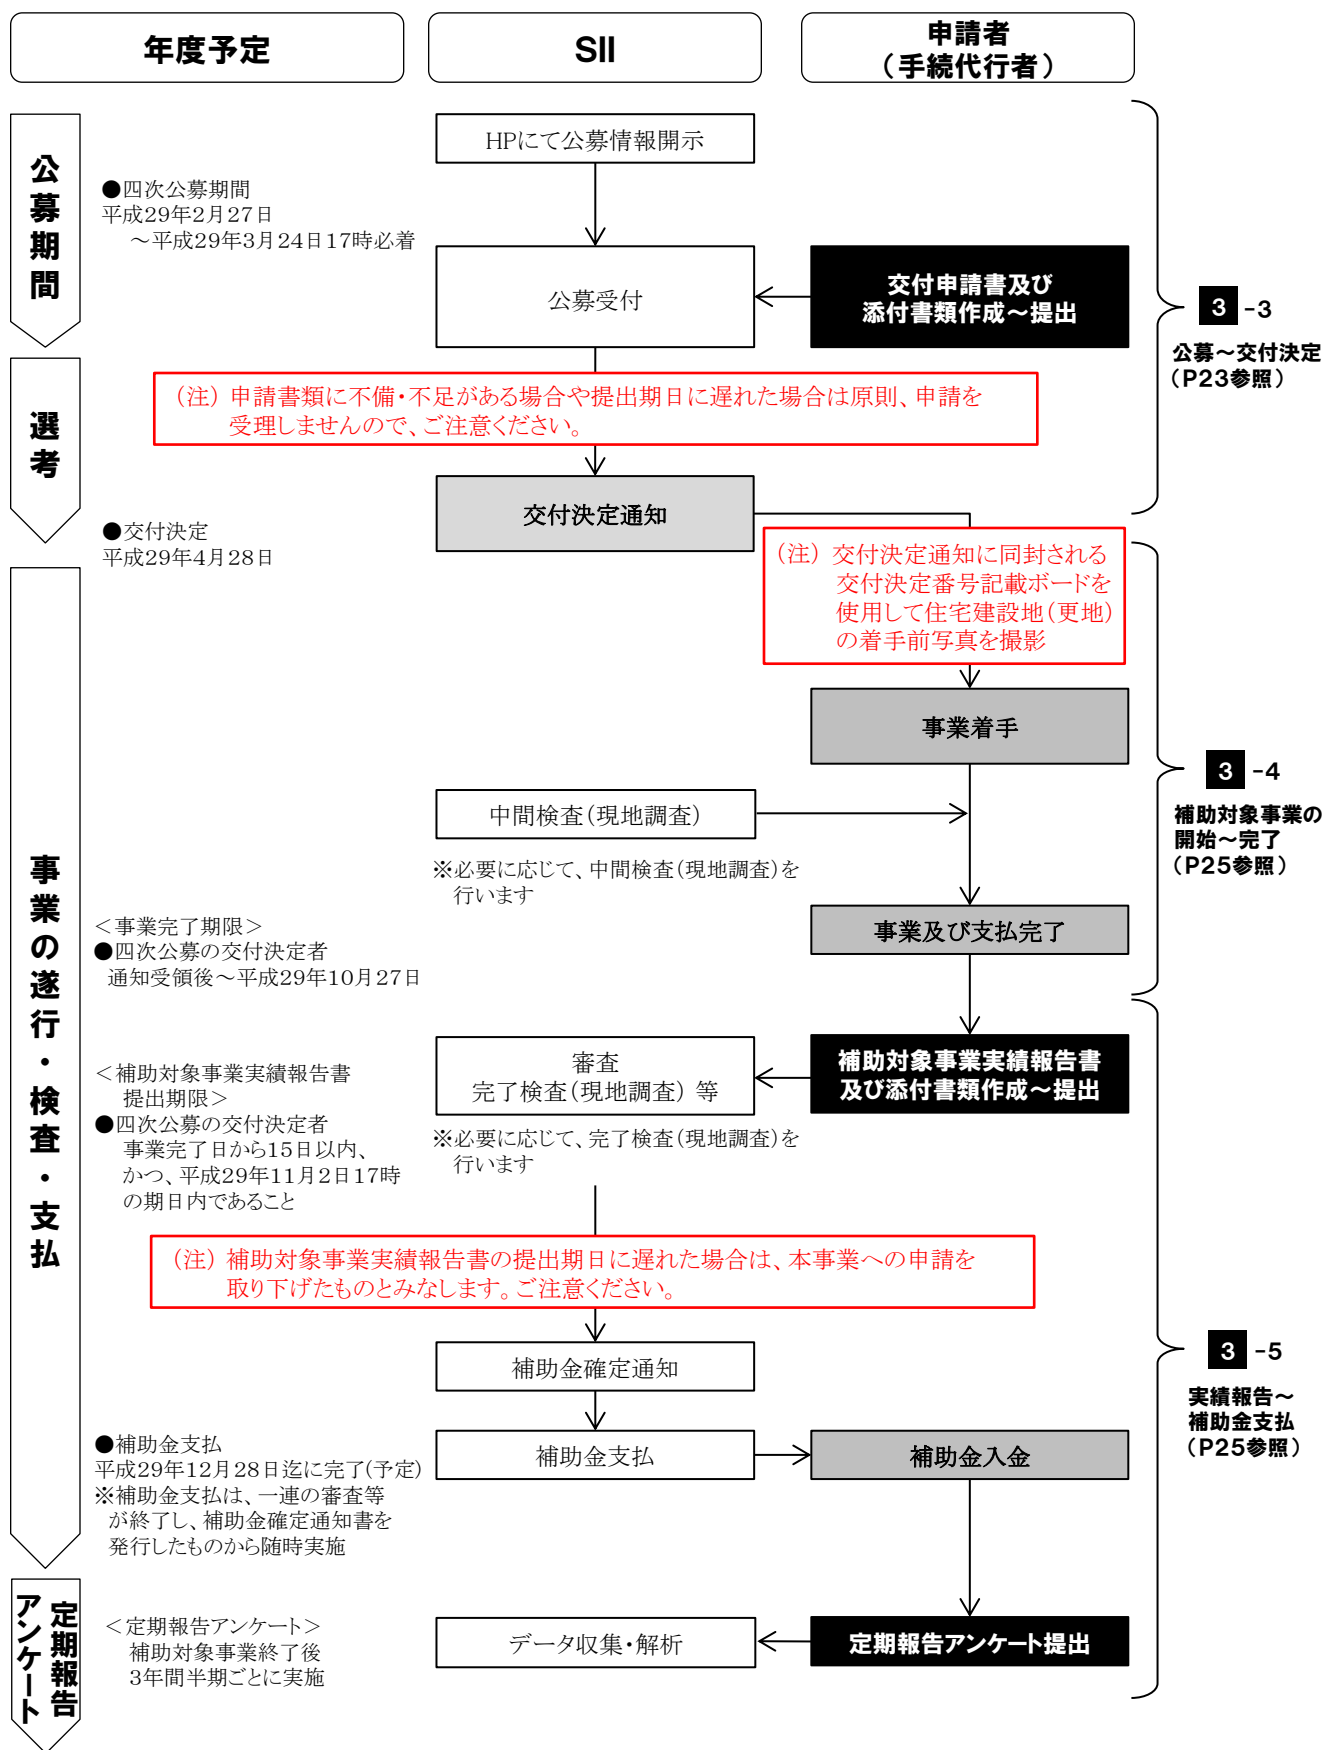 年度予定
SII
申請者
（手続代行者）
公募期間
HPにて公募情報開示
●四次公募期間
平成29年2月27日
～平成29年3月24日17時必着
公募受付
交付申請書及び
添付書類作成～提出
3 -3
公募～交付決定
（P23参照）
選考
（注） 申請書類に不備・不足がある場合や提出期日に遅れた場合は原則、申請を
受理しませんので、ご注意ください。
交付決定通知
●交付決定
平成29年4月28日
（注） 交付決定通知に同封される
交付決定番号記載ボードを
使用して住宅建設地（更地）
の着手前写真を撮影
事業の遂行・検査・支払
事業着手
中間検査（現地調査）
※必要に応じて、中間検査（現地調査）を
行います
3 -4
補助対象事業の
開始～完了
（P25参照）
＜事業完了期限＞
●四次公募の交付決定者
通知受領後～平成29年10月27日
事業及び支払完了
＜補助対象事業実績報告書
提出期限＞
●四次公募の交付決定者
事業完了日から15日以内、
かつ、平成29年11月2日17時
の期日内であること
審査
完了検査（現地調査） 等
※必要に応じて、完了検査（現地調査）を
行います
補助対象事業実績報告書
及び添付書類作成～提出
（注） 補助対象事業実績報告書の提出期日に遅れた場合は、本事業への申請を
取り下げたものとみなします。ご注意ください。
補助金確定通知
3 -5
実績報告～
補助金支払
（P25参照）
●補助金支払
平成29年12月28日迄に完了(予定)
※補助金支払は、一連の審査等
が終了し、補助金確定通知書を
発行したものから随時実施
補助金支払
補助金入金
定期報告
アンケート
＜定期報告アンケート＞
補助対象事業終了後
3年間半期ごとに実施
データ収集・解析
定期報告アンケート提出